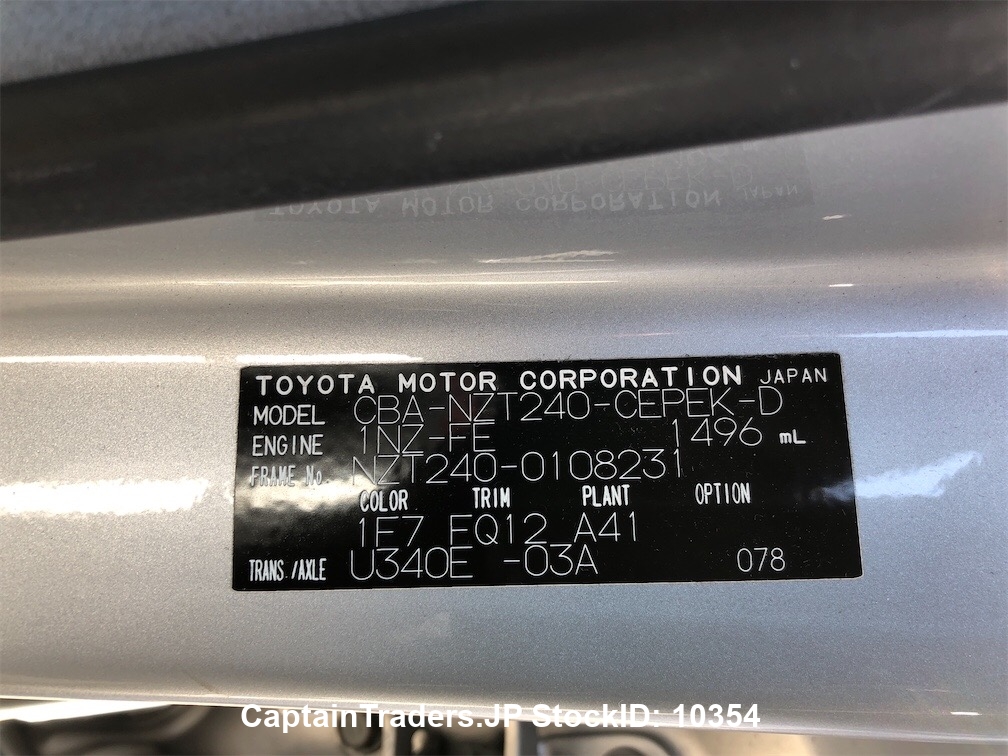 TOYOTA MOTOR CORPORATION JAPAN
MODEL CBA-NZT240-CEPEK-D
ENGINE 1NZ-FE 1496 mL
FRAME No. NZT240-0108231
COLOR TRIM PLANT OPTION
1E7 FQ12 A41
TRANS./AXLE U340E -03A 078
CaptainTraders.JP StockID: 10354